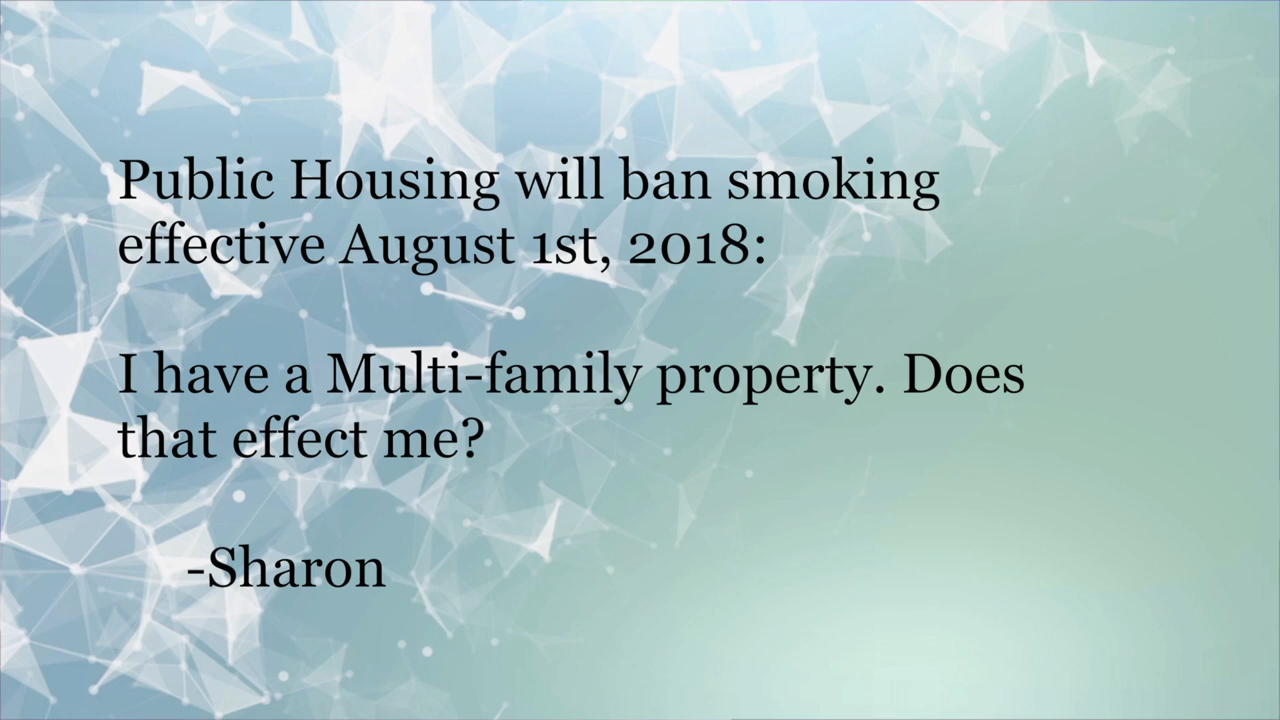 Public Housing will ban smoking
effective August 1st, 2018:
I have a Multi-family property. Does
that effect me?
-Sharon